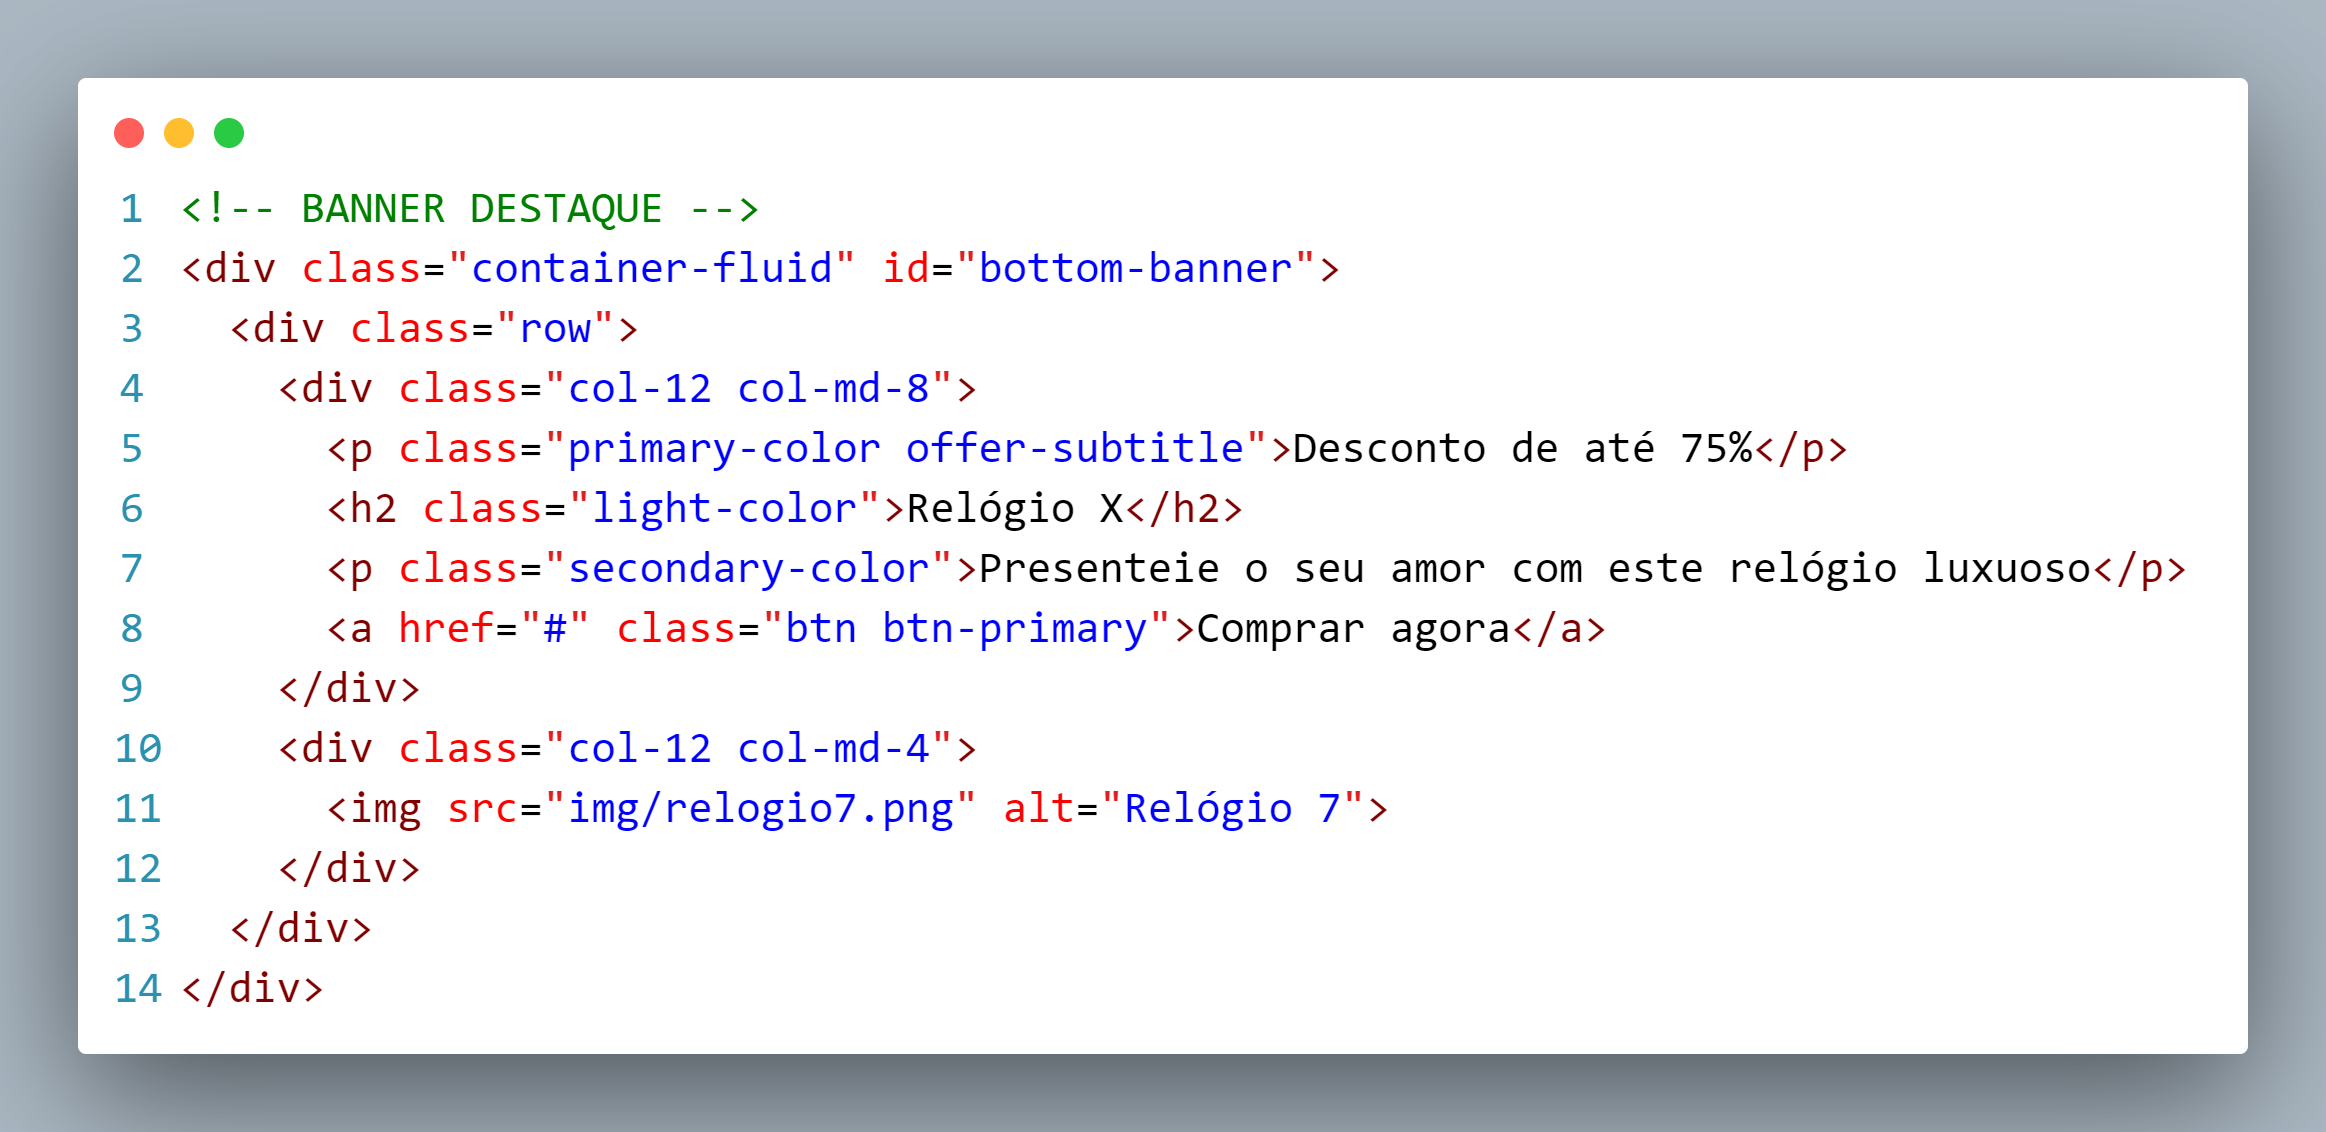 1 <!-- BANNER DESTAQUE -->
2 <div class="container-fluid" id="bottom-banner">
3   <div class="row">
4     <div class="col-12 col-md-8">
5       <p class="primary-color offer-subtitle">Desconto de até 75%</p>
6       <h2 class="light-color">Relógio X</h2>
7       <p class="secondary-color">Presenteie o seu amor com este relógio luxuoso</p>
8       <a href="#" class="btn btn-primary">Comprar agora</a>
9     </div>
10     <div class="col-12 col-md-4">
11       <img src="img/relogio7.png" alt="Relógio 7">
12     </div>
13   </div>
14 </div>